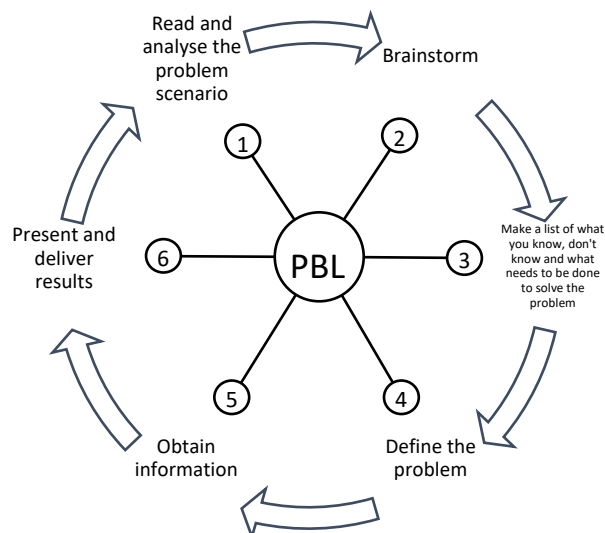 Read and
analyse the
problem
scenario
Brainstorm
Make a list of what
you know, don't
know and what
needs to be done
to solve the
problem
Define the
problem
Obtain
information
Present and
deliver
results
1
2
3
4
5
6
PBL